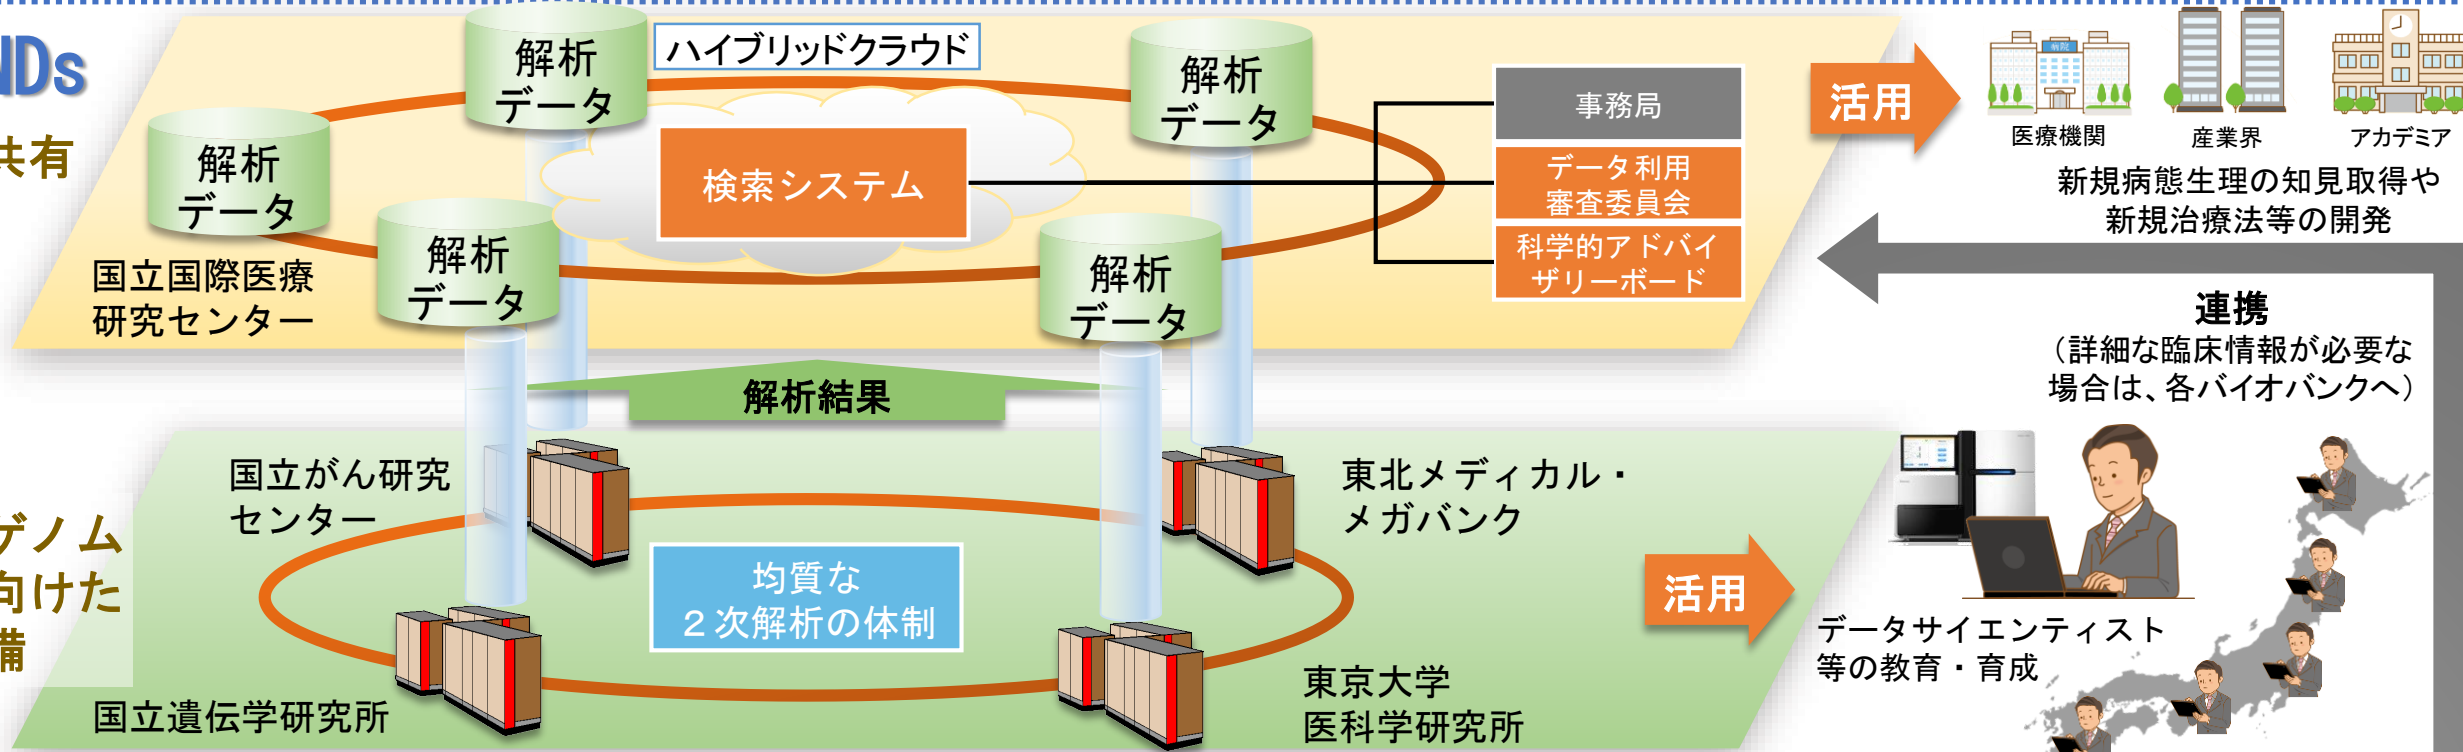 NDs
共有
ハイブリッドクラウド
解析
データ
解析
データ
解析
データ
解析
データ
解析
データ
検索システム
国立国際医療
研究センター
事務局
データ利用
審査委員会
科学的アドバイ
ザリーボード
活用
病院
医療機関
産業界
アカデミア
新規病態生理の知見取得や
新規治療法等の開発
連携
（詳細な臨床情報が必要な
場合は、各バイオバンクへ）
解析結果
ゲノム
向けた
備
国立がん研究
センター
東北メディカル・
メガバンク
均質な
２次解析の体制
国立遺伝学研究所
東京大学
医科学研究所
活用
データサイエンティスト
等の教育・育成